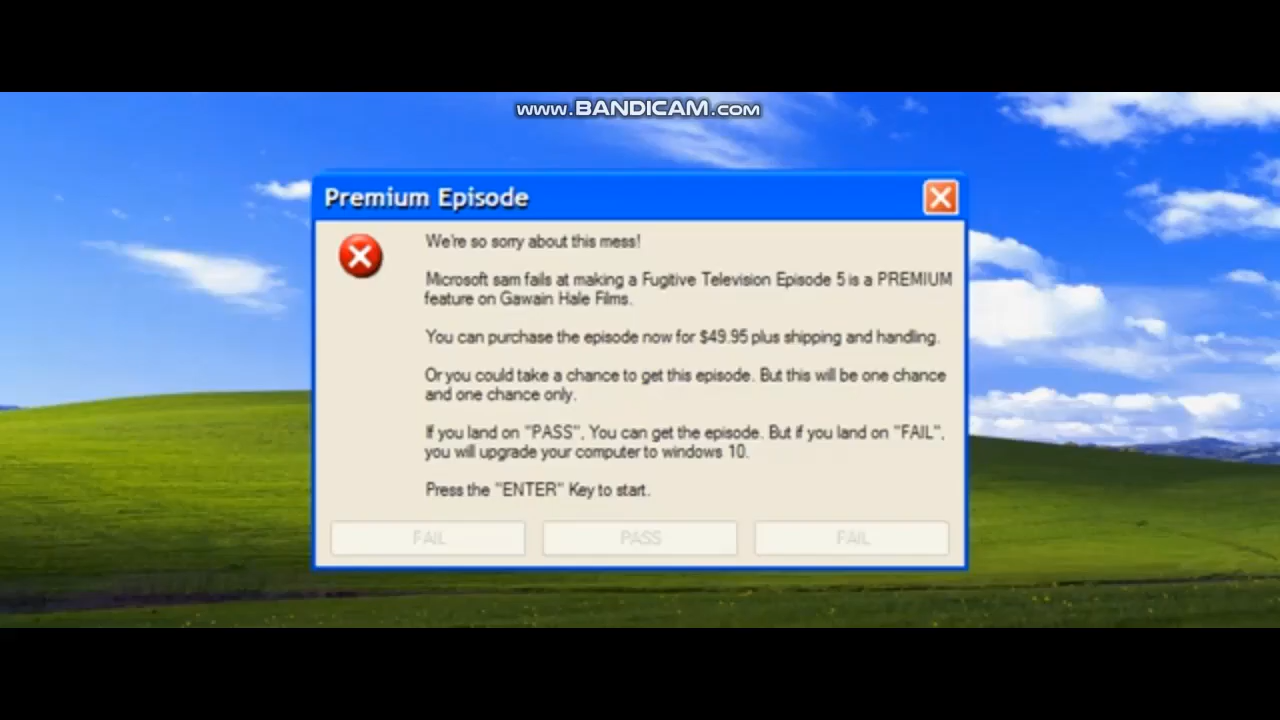 www.BANDICAM.com
Premium Episode
We're so sorry about this mess!
Microsoft sam fails at making a Fugitive Television Episode 5 is a PREMIUM
feature on Gawain Hale Films.
You can purchase the episode now for $49.95 plus shipping and handling.
Or you could take a chance to get this episode. But this will be one chance
and one chance only.
If you land on "PASS", You can get the episode. But if you land on "FAIL",
you will upgrade your computer to windows 10.
Press the "ENTER" Key to start.
FAIL PASS FAIL